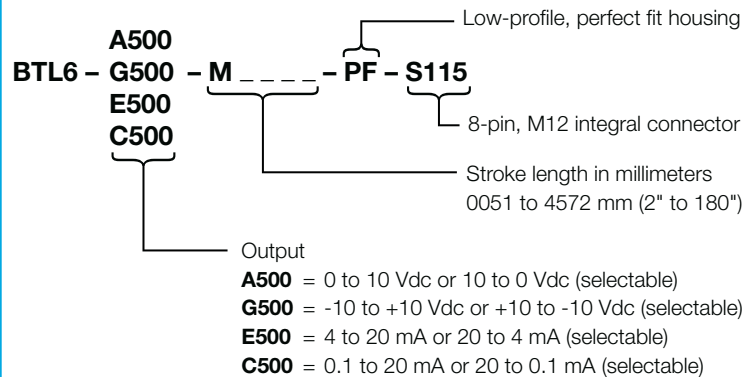 Low-profile, perfect fit housing
A500
BTL6 – G500 – M _ _ _ _ – PF – S115
E500
C500
8-pin, M12 integral connector
Stroke length in millimeters
0051 to 4572 mm (2" to 180")
Output
A500 = 0 to 10 Vdc or 10 to 0 Vdc (selectable)
G500 = -10 to +10 Vdc or +10 to -10 Vdc (selectable)
E500 = 4 to 20 mA or 20 to 4 mA (selectable)
C500 = 0.1 to 20 mA or 20 to 0.1 mA (selectable)